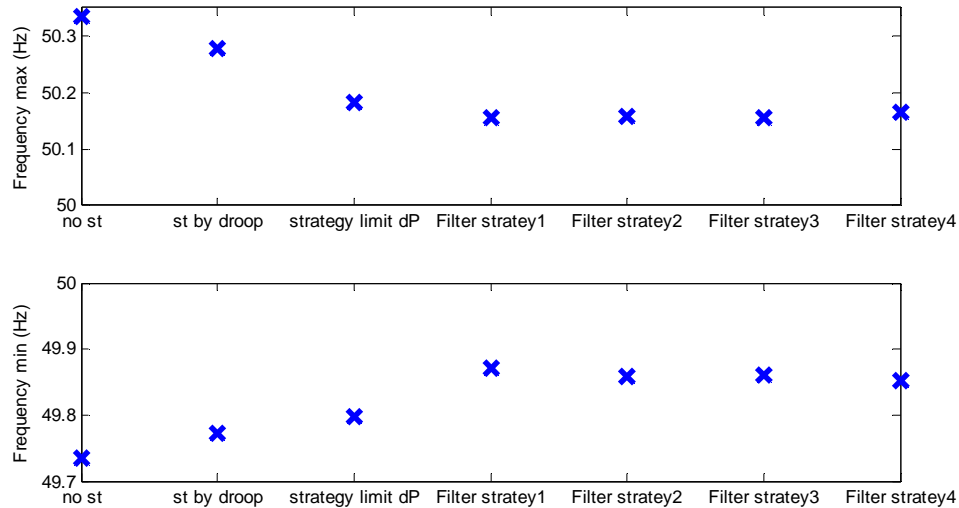 Frequency max (Hz)
50.3
50.2
50.1
50
no st st by droop strategy limit dP Filter stratey1 Filter stratey2 Filter stratey3 Filter stratey4
Frequency min (Hz)
50
49.9
49.8
49.7
no st st by droop strategy limit dP Filter stratey1 Filter stratey2 Filter stratey3 Filter stratey4